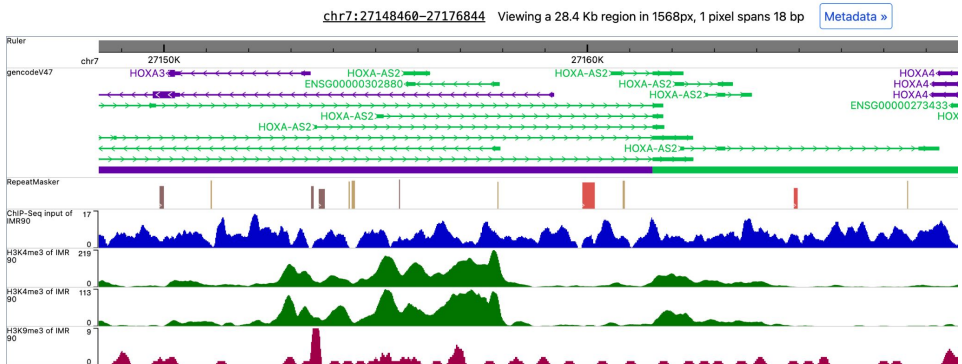 chr7:27148460-27176844 Viewing a 28.4 Kb region in 1568px, 1 pixel spans 18 bp Metadata »
Ruler
chr7 27150K 27160K
gencodeV47
HOXA3 HOXA-AS2 HOXA-AS2 HOXA4
ENSG00000302880 HOXA-AS2 HOXA4
HOXA-AS2 HOXA4
ENSG00000273433
HOXA-AS2 HOX
HOXA-AS2
HOXA-AS2
RepeatMasker
ChIP-Seq input of IMR90 17
0
H3K4me3 of IMR 90 219
0
H3K4me3 of IMR 90 113
0
H3K9me3 of IMR 90 9
0